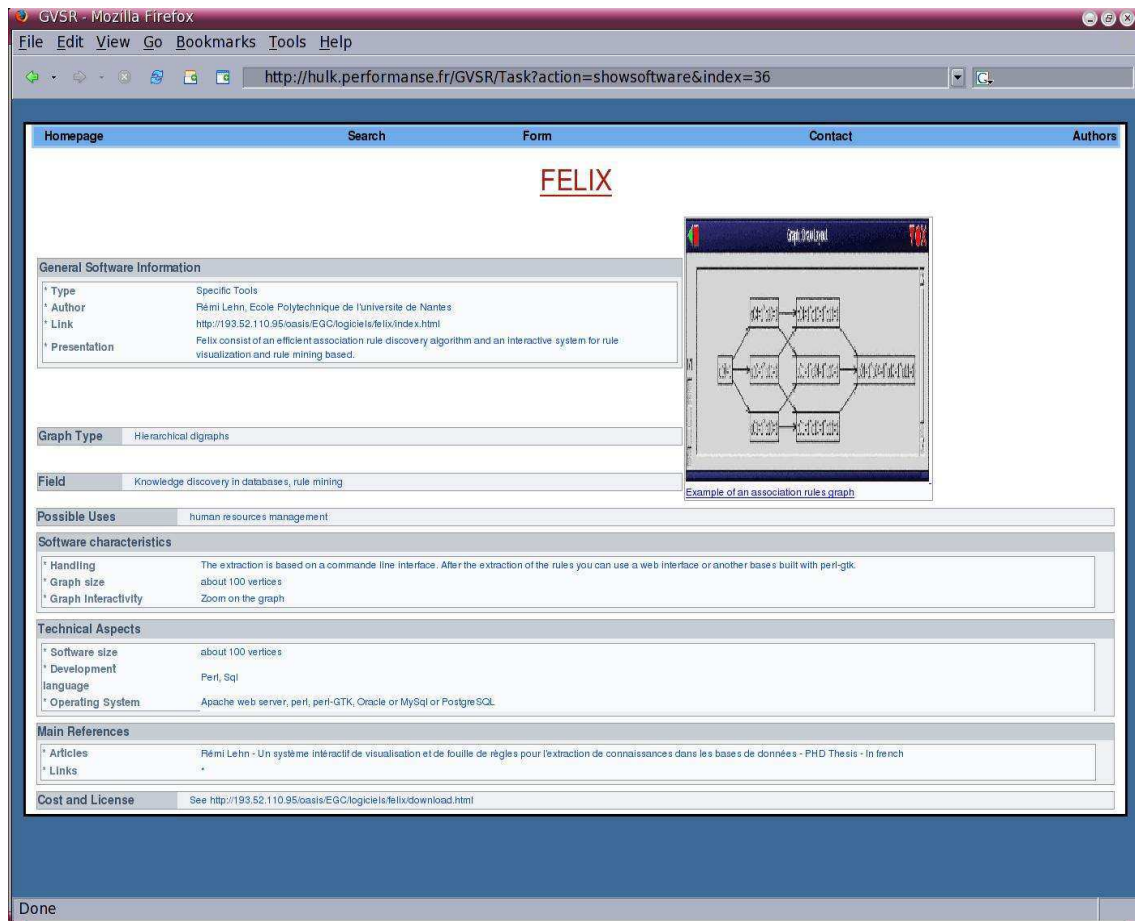 GVSR - Mozilla Firefox
File Edit View Go Bookmarks Tools Help
http://hulk.performanse.fr/GVSR/Task?action=showsoftware&index=36
G
Homepage Search Form Contact Authors
FELIX
General Software Information
* Type Specific Tools
* Author Rémi Lehn, Ecole Polytechnique de l'universite de Nantes
* Link http://193.52.110.95/oasis/EGC/logiciels/felix/index.html
* Presentation Felix consist of an efficient association rule discovery algorithm and an interactive system for rule
visualization and rule mining based.
Graph Type Hierarchical digraphs
Field Knowledge discovery in databases, rule mining
Example of an association rules graph
Possible Uses human resources management
Software characteristics
* Handling The extraction is based on a commande line interface. After the extraction of the rules you can use a web interface or another bases built with perl-gtk.
* Graph size about 100 vertices
* Graph Interactivity Zoom on the graph
Technical Aspects
* Software size about 100 vertices
* Development
language Perl, Sql
* Operating System Apache web server, perl, perl-GTK, Oracle or MySql or PostgreSQL
Main References
* Articles Rémi Lehn - Un système intéractif de visualisation et de fouille de règles pour l'extraction de connaissances dans les bases de données - PHD Thesis - In french
* Links *
Cost and License See http://193.52.110.95/oasis/EGC/logiciels/felix/download.html
Done